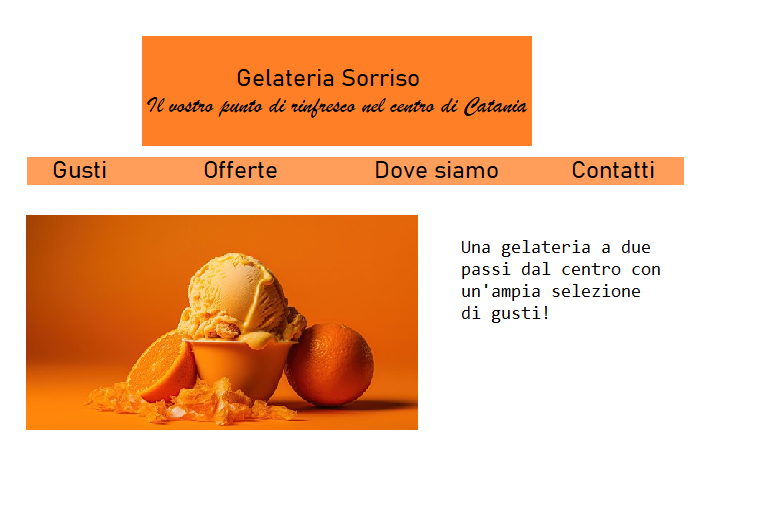 Gelateria Sorriso
Il vostro punto di rinfresco nel centro di Catania
Gusti Offerte Dove siamo Contatti
Una gelateria a due
passi dal centro con
un'ampia selezione
di gusti!